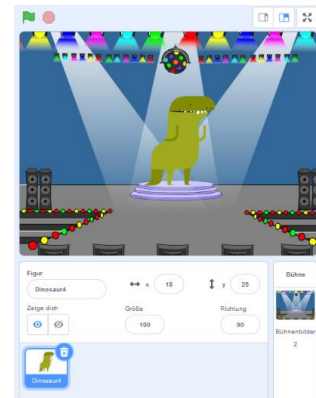 Figur
Bühne
Dinosaur4
x 18
y 25
Zeige dich
Größe
Richtung
100
90
Bühnenbilder
2
Dinosaur4